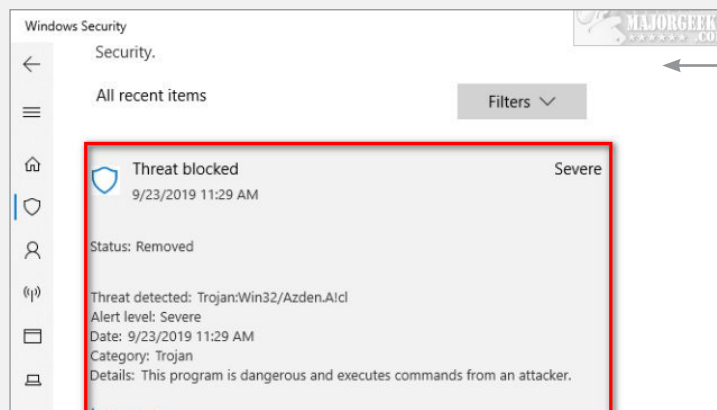 Windows Security
MAJORGEEK
.CO
Security.
All recent items
Filters
Threat blocked
Severe
9/23/2019 11:29 AM
Status: Removed
Threat detected: Trojan:Win32/Azden.A!cl
Alert level: Severe
Date: 9/23/2019 11:29 AM
Category: Trojan
Details: This program is dangerous and executes commands from an attacker.